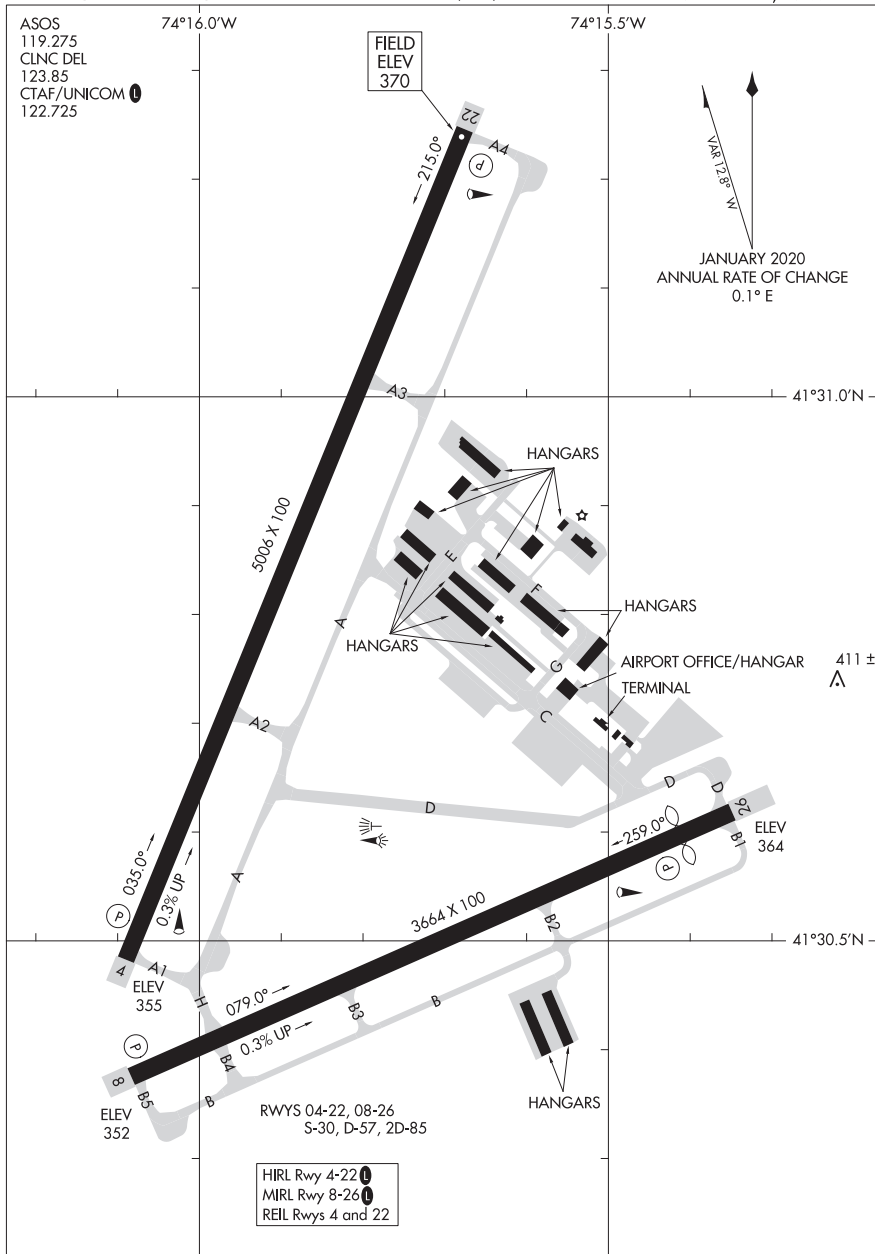 ASOS
119.275
CLNC DEL
123.85
CTAF/UNICOM L
122.725
74°16.0'W
74°15.5'W
FIELD
ELEV
370
VAR 12.8° W
JANUARY 2020
ANNUAL RATE OF CHANGE
0.1° E
22
A4
P
215.0°
A3
41°31.0'N
HANGARS
5006 X 100
E
F
HANGARS
A
HANGARS
G
AIRPORT OFFICE/HANGAR
411 ±
TERMINAL
C
A2
D
D
D
26
ELEV
364
B1
259.0°
P
A
035.0°
0.3% UP
P
3664 X 100
B2
41°30.5'N
4
A1
ELEV
355
H
079.0°
0.3% UP
B3
B
P
B4
8
B5
B
ELEV
352
HANGARS
RWYS 04-22, 08-26
S-30, D-57, 2D-85
HIRL Rwy 4-22 L
MIRL Rwy 8-26 L
REIL Rwys 4 and 22